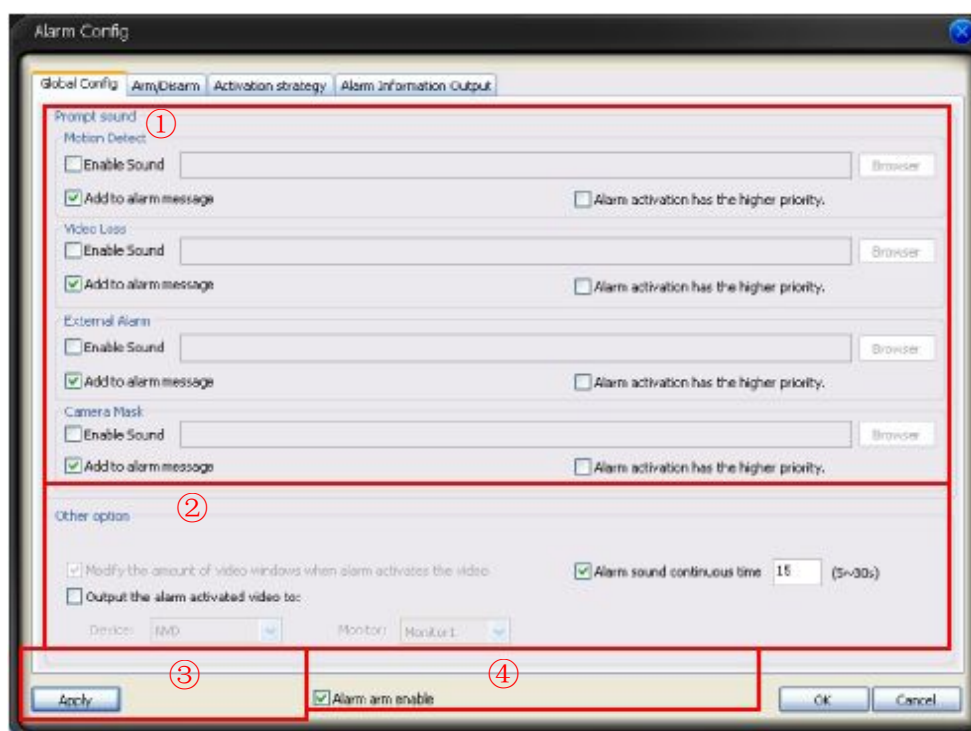 Alarm Config
Global Config Arm/Disarm Activation strategy Alarm Information Output
Prompt sound ①
Motion Detect
Enable Sound Browser
Add to alarm message Alarm activation has the higher priority.
Video Loss
Enable Sound Browser
Add to alarm message Alarm activation has the higher priority.
External Alarm
Enable Sound Browser
Add to alarm message Alarm activation has the higher priority.
Camera Mask
Enable Sound Browser
Add to alarm message Alarm activation has the higher priority.
②
Other option
Modify the amount of video windows when alarm activates the video Alarm sound continuous time 15 (5~30s)
Output the alarm activated video to:
Device: NVD Monitor: Monitor1
③ ④
Apply Alarm arm enable OK Cancel